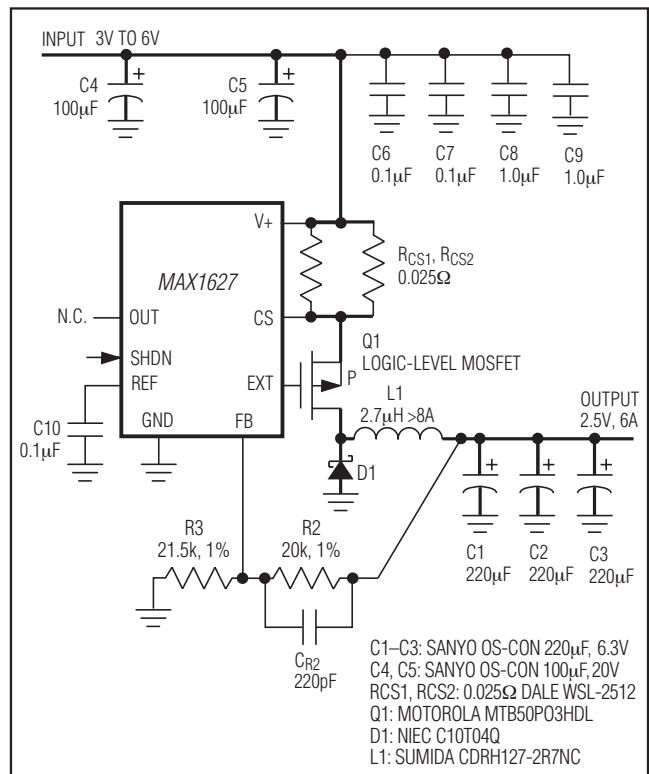 INPUT 3V TO 6V
C4
100µF
+
C5
100µF
+
C6
0.1µF
C7
0.1µF
C8
1.0µF
C9
1.0µF
MAX1627
V+
CS
EXT
FB
GND
REF
SHDN
OUT
N.C.
C10
0.1µF
RCS1, RCS2
0.025Ω
Q1
LOGIC-LEVEL MOSFET
P
L1
2.7µH >8A
OUTPUT
2.5V, 6A
D1
+
C1
220µF
+
C2
220µF
+
C3
220µF
R3
21.5k, 1%
R2
20k, 1%
CR2
220pF
C1–C3: SANYO OS-CON 220µF, 6.3V
C4, C5: SANYO OS-CON 100µF, 20V
RCS1, RCS2: 0.025Ω DALE WSL-2512
Q1: MOTOROLA MTB50PO3HDL
D1: NIEC C10T04Q
L1: SUMIDA CDRH127-2R7NC